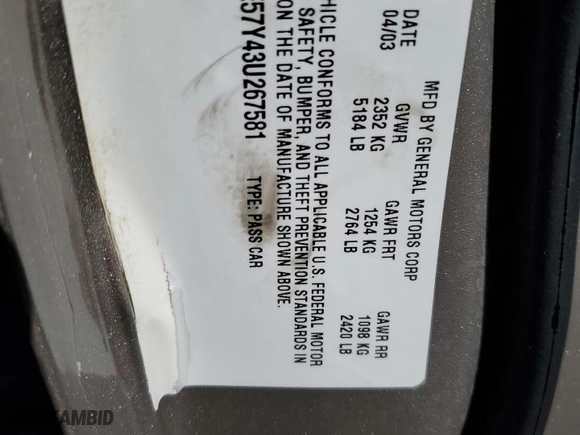 MFD BY GENERAL MOTORS CORP
DATE GVWR GAWR FRT GAWR RR
04/03 2352 KG 1254 KG 1098 KG
5184 LB 2764 LB 2420 LB
HICLE CONFORMS TO ALL APPLICABLE U.S. FEDERAL MOTOR
SAFETY, BUMPER, AND THEFT PREVENTION STANDARDS IN
ON THE DATE OF MANUFACTURE SHOWN ABOVE.
E57Y43U267581 TYPE: PASS CAR